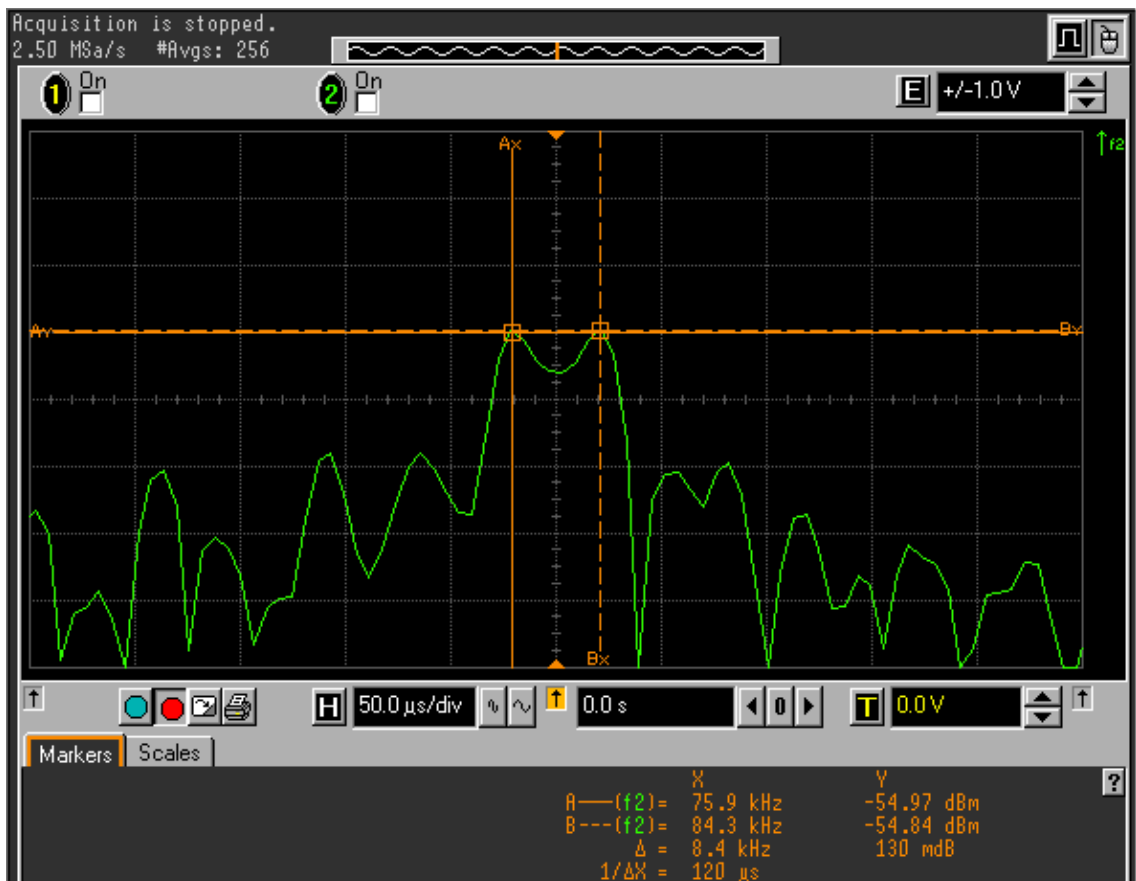 Acquisition is stopped.
2.50 MSa/s #Avgs: 256
1 On 2 On E +/-1.0 V
Ax
f2
Ay By
Bx
H 50.0 µs/div 0.0 s 0 T 0.0 V
Markers Scales
X Y ?
A——(f2)= 75.9 kHz -54.97 dBm
B---(f2)= 84.3 kHz -54.84 dBm
Δ = 8.4 kHz 130 mdB
1/ΔX = 120 µs